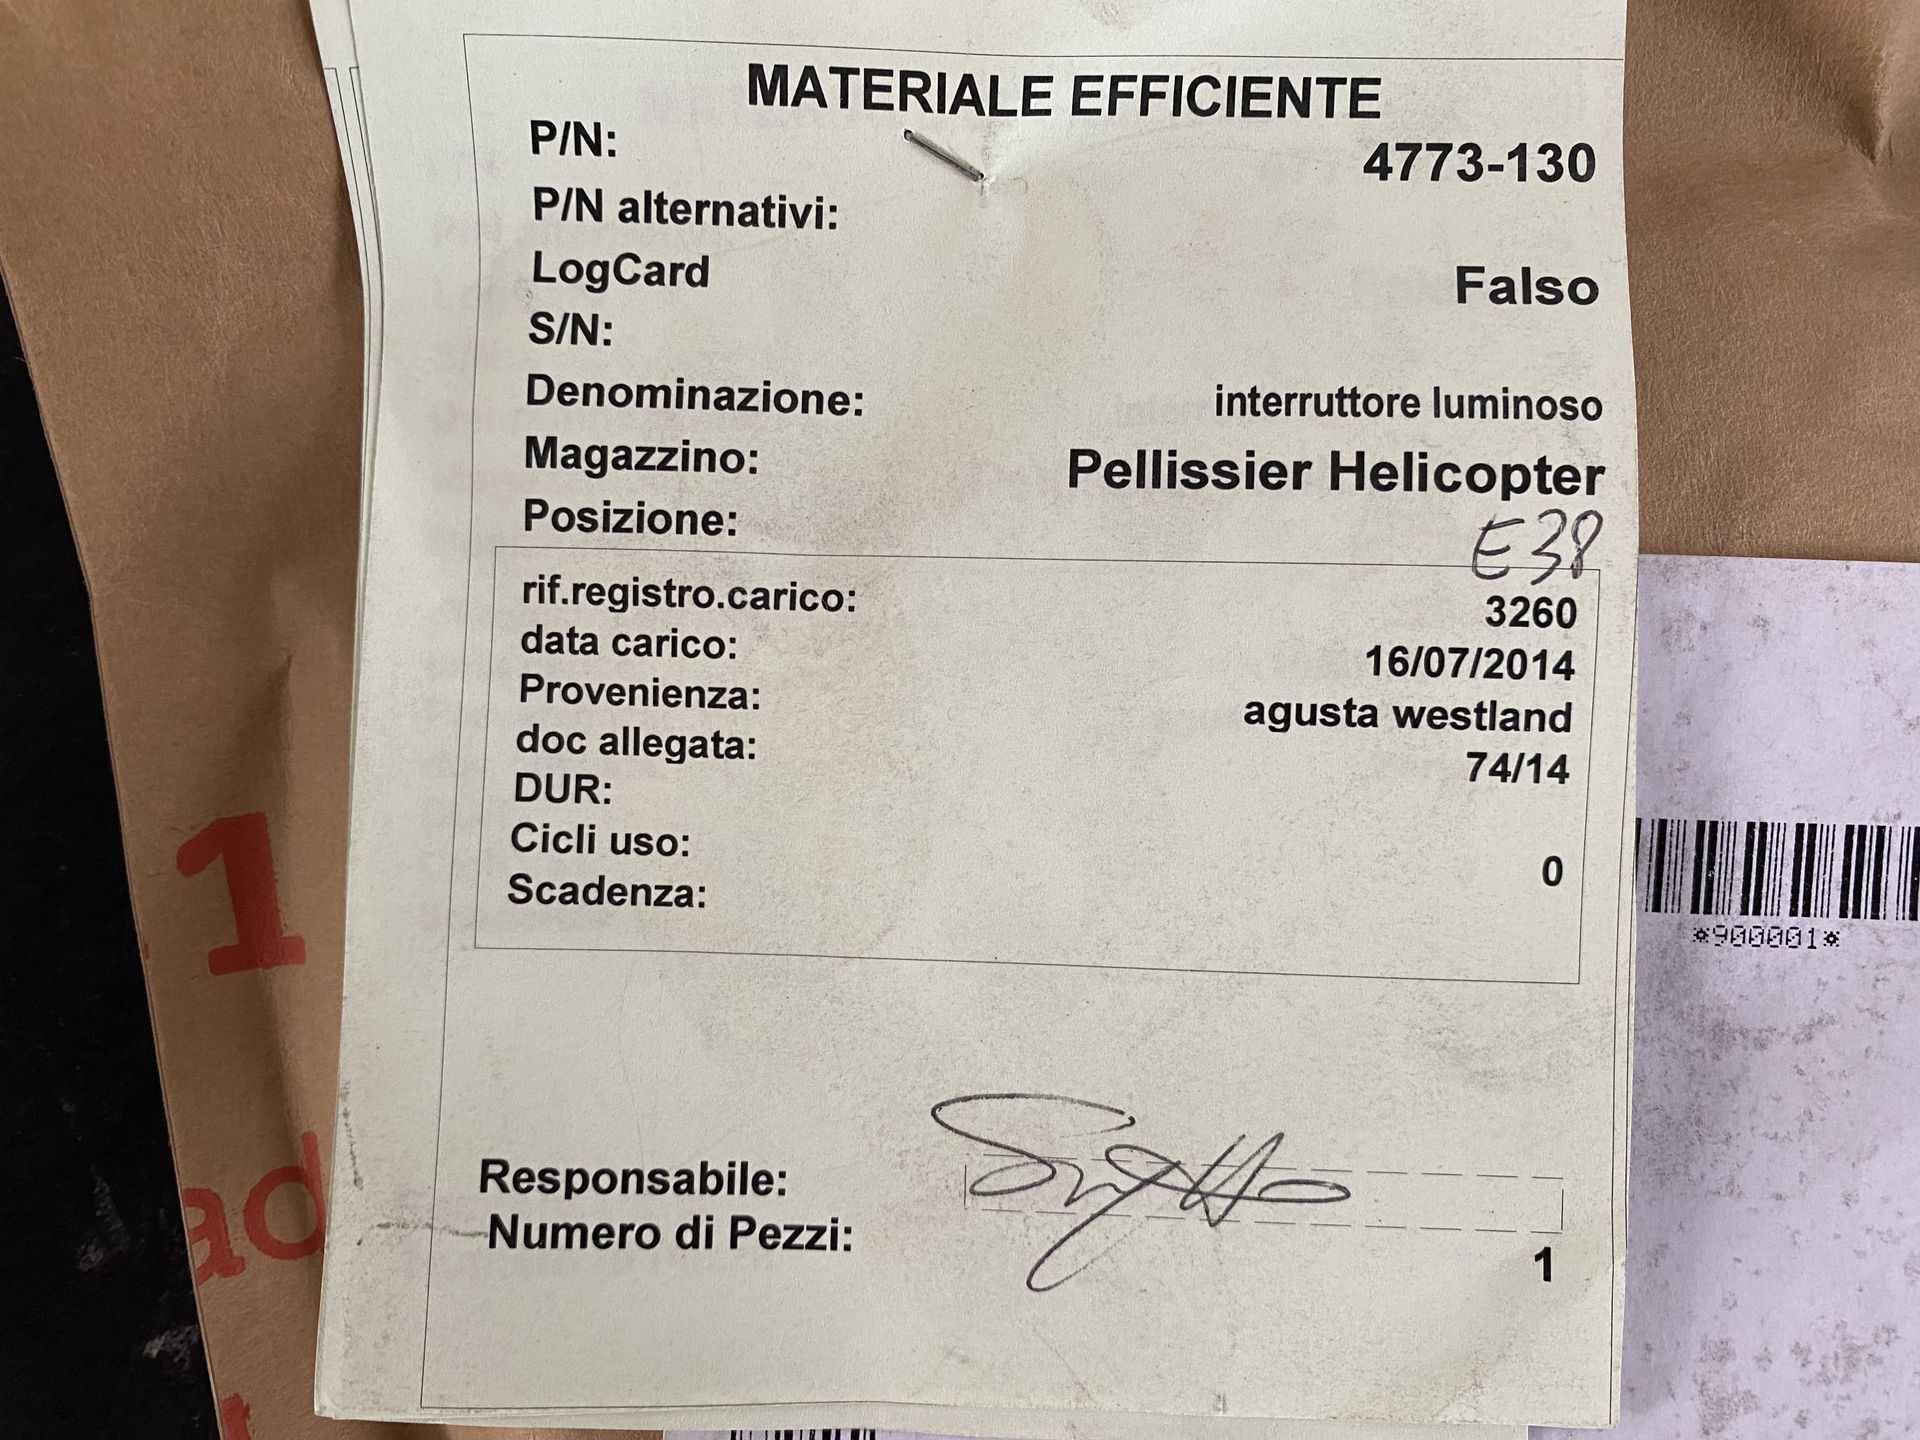 MATERIALE EFFICIENTE
P/N: 4773-130
P/N alternativi:
LogCard Falso
S/N:
Denominazione: interruttore luminoso
Magazzino: Pellissier Helicopter
Posizione: E38
rif.registro.carico: 3260
data carico: 16/07/2014
Provenienza: agusta westland
doc allegata: 74/14
DUR:
Cicli uso: 0
Scadenza:
Responsabile:
Numero di Pezzi: 1
*900001*
1
ad